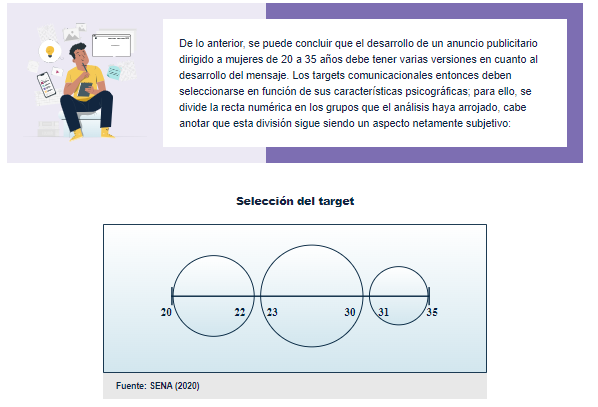 De lo anterior, se puede concluir que el desarrollo de un anuncio publicitario
dirigido a mujeres de 20 a 35 años debe tener varias versiones en cuanto al
desarrollo del mensaje. Los targets comunicacionales entonces deben
seleccionarse en función de sus características psicográficas; para ello, se
divide la recta numérica en los grupos que el análisis haya arrojado, cabe
anotar que esta división sigue siendo un aspecto netamente subjetivo:
Selección del target
20 22 23 30 31 35
Fuente: SENA (2020)